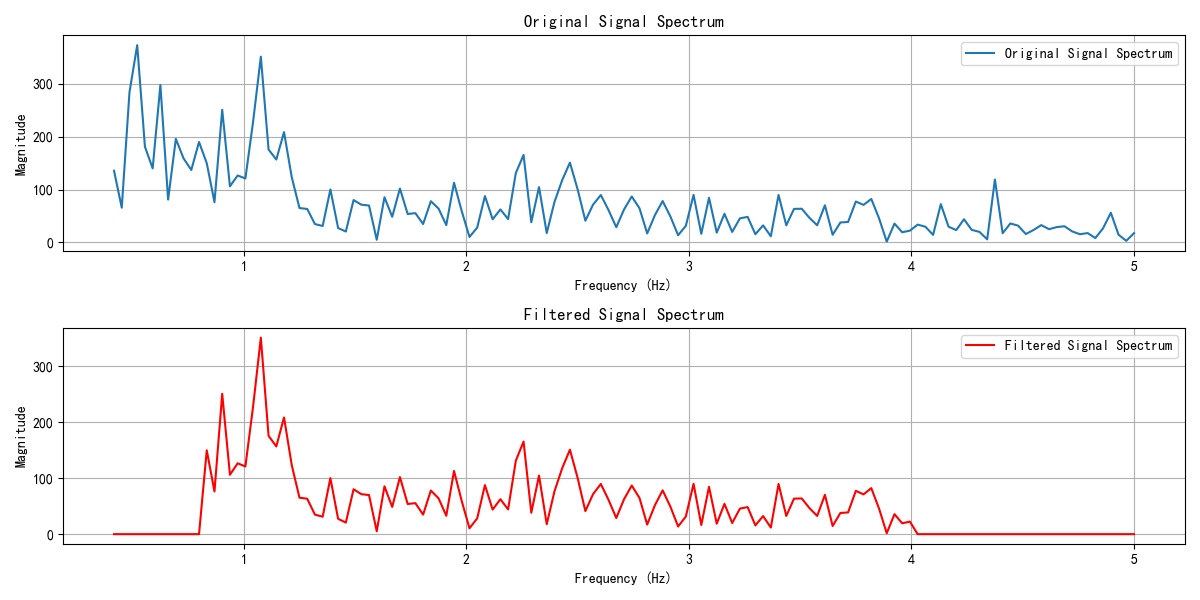 Original Signal Spectrum
Original Signal Spectrum
Magnitude
300
200
100
0
1 2 3 4 5
Frequency (Hz)
Filtered Signal Spectrum
Filtered Signal Spectrum
Magnitude
300
200
100
0
1 2 3 4 5
Frequency (Hz)